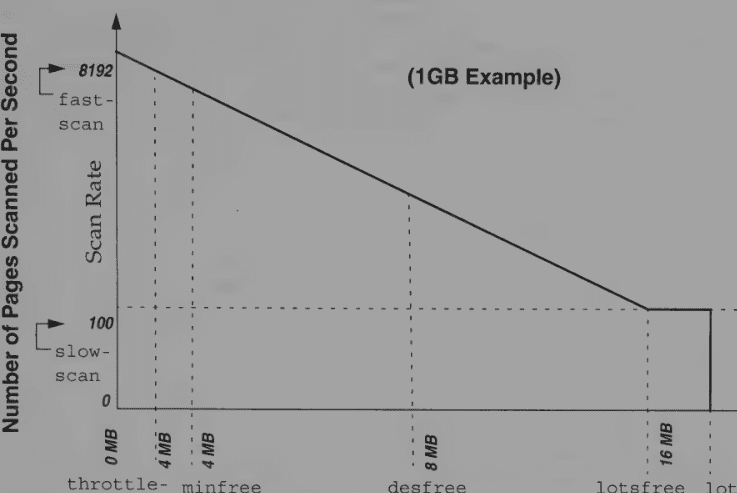 Number of Pages Scanned Per Second
Scan Rate
(1GB Example)
8192
fast-
scan
100
slow-
scan
0
0 MB
4 MB
4 MB
8 MB
16 MB
throttle-
minfree
desfree
lotsfree
lot